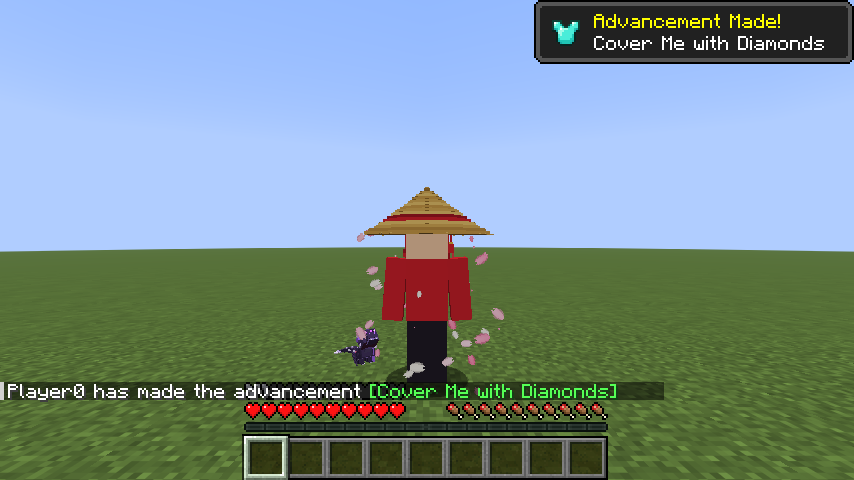 Advancement Made!
Cover Me with Diamonds
Player0 has made the advancement [Cover Me with Diamonds]